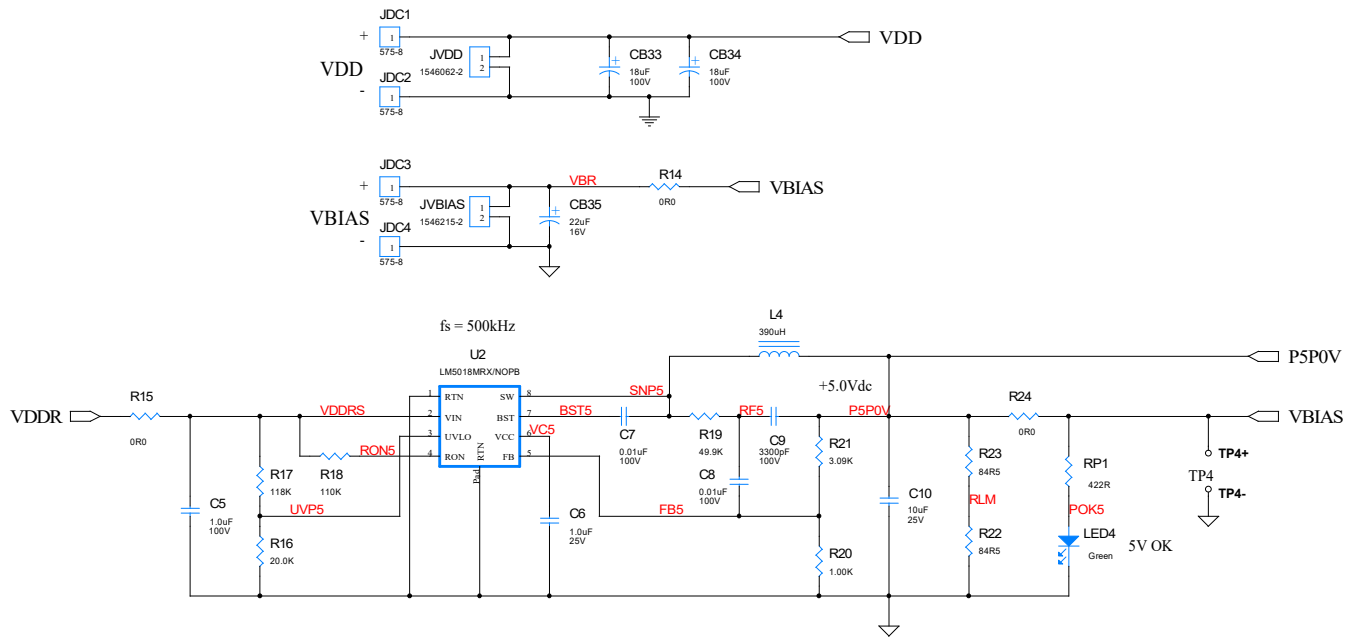 JDC1
+
1
575-8
VDD
-
JDC2
1
575-8
JVDD
1546062-2
1
2
CB33
+
18uF
100V
CB34
+
18uF
100V
VDD
JDC3
+
1
575-8
VBIAS
-
JDC4
1
575-8
JVBIAS
1546215-2
1
2
VBR
CB35
+
22uF
16V
R14
0R0
VBIAS
fs = 500kHz
U2
LM5018MRX/NOPB
1 RTN SW 8
2 VIN BST 7
3 UVLO VCC 6
4 RON FB 5
RTN
Pad
VDDR
R15
0R0
VDDRS
RON5
R18
110K
R17
118K
C5
1.0uF
100V
UVP5
R16
20.0K
SNP5
BST5
VC5
C7
0.01uF
100V
C6
1.0uF
25V
L4
390uH
R19
49.9K
RF5
C9
3300pF
100V
C8
0.01uF
100V
FB5
+5.0Vdc
P5P0V
R21
3.09K
R20
1.00K
C10
10uF
25V
R23
84R5
RLM
R22
84R5
R24
0R0
RP1
422R
POK5
LED4
Green
5V OK
P5P0V
VBIAS
TP4+
TP4
TP4-